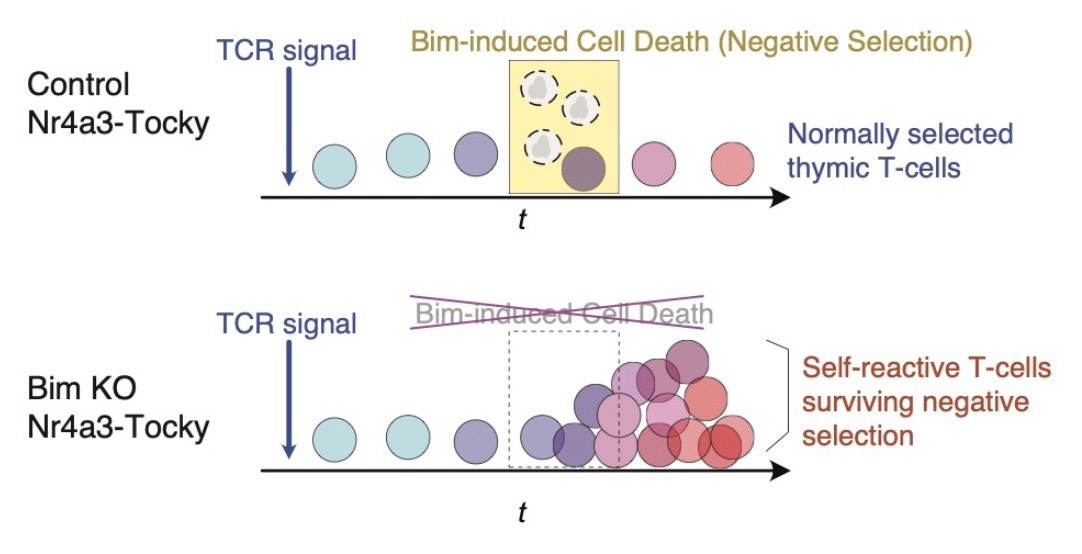 Bim-induced Cell Death (Negative Selection)
TCR signal
Control
Nr4a3-Tocky
Normally selected
thymic T-cells
t
Bim-induced Cell Death
TCR signal
Bim KO
Nr4a3-Tocky
Self-reactive T-cells
surviving negative
selection
t